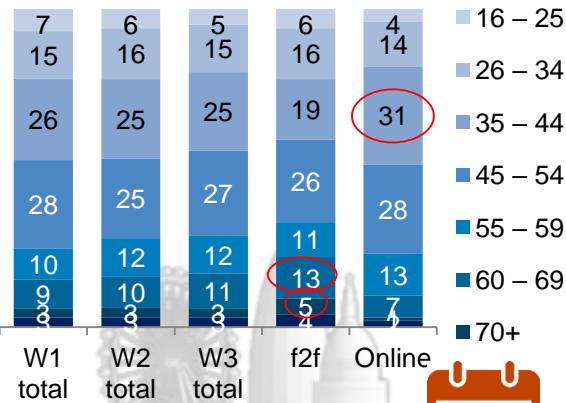 7 6 5 6 4
15 16 15 16 14
26 25 25 19 31
28 25 27 26 28
10 12 12 11 13
9 10 11 13 7
3 3 3 5
3 3 3 4 2
W1 total
W2 total
W3 total
f2f
Online
16 – 25
26 – 34
35 – 44
45 – 54
55 – 59
60 – 69
70+